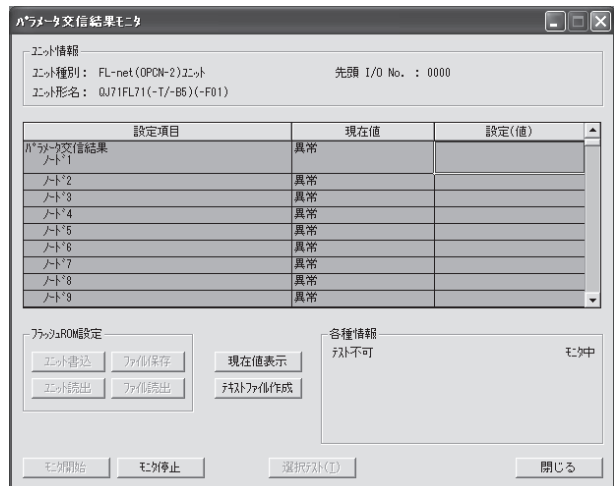 ﾊﾟﾗﾒｰﾀ交信結果ﾓﾆﾀ
ﾕﾆｯﾄ情報
ﾕﾆｯﾄ種別： FL-net(OPCN-2)ﾕﾆｯﾄ 先頭 I/O No. : 0000
ﾕﾆｯﾄ形名： QJ71FL71(-T/-B5)(-F01)
設定項目 現在値 設定(値)
ﾊﾟﾗﾒｰﾀ交信結果 異常
ﾉｰﾄﾞ1
ﾉｰﾄﾞ2 異常
ﾉｰﾄﾞ3 異常
ﾉｰﾄﾞ4 異常
ﾉｰﾄﾞ5 異常
ﾉｰﾄﾞ6 異常
ﾉｰﾄﾞ7 異常
ﾉｰﾄﾞ8 異常
ﾉｰﾄﾞ9 異常
ﾌﾗｯｼｭROM設定
ﾕﾆｯﾄ書込 ﾌｧｲﾙ保存 現在値表示
ﾕﾆｯﾄ読出 ﾌｧｲﾙ読出 ﾃｷｽﾄﾌｧｲﾙ作成
各種情報
ﾃｽﾄ不可 ﾓﾆﾀ中
ﾓﾆﾀ開始 ﾓﾆﾀ停止 選択ﾃｽﾄ(T) 閉じる